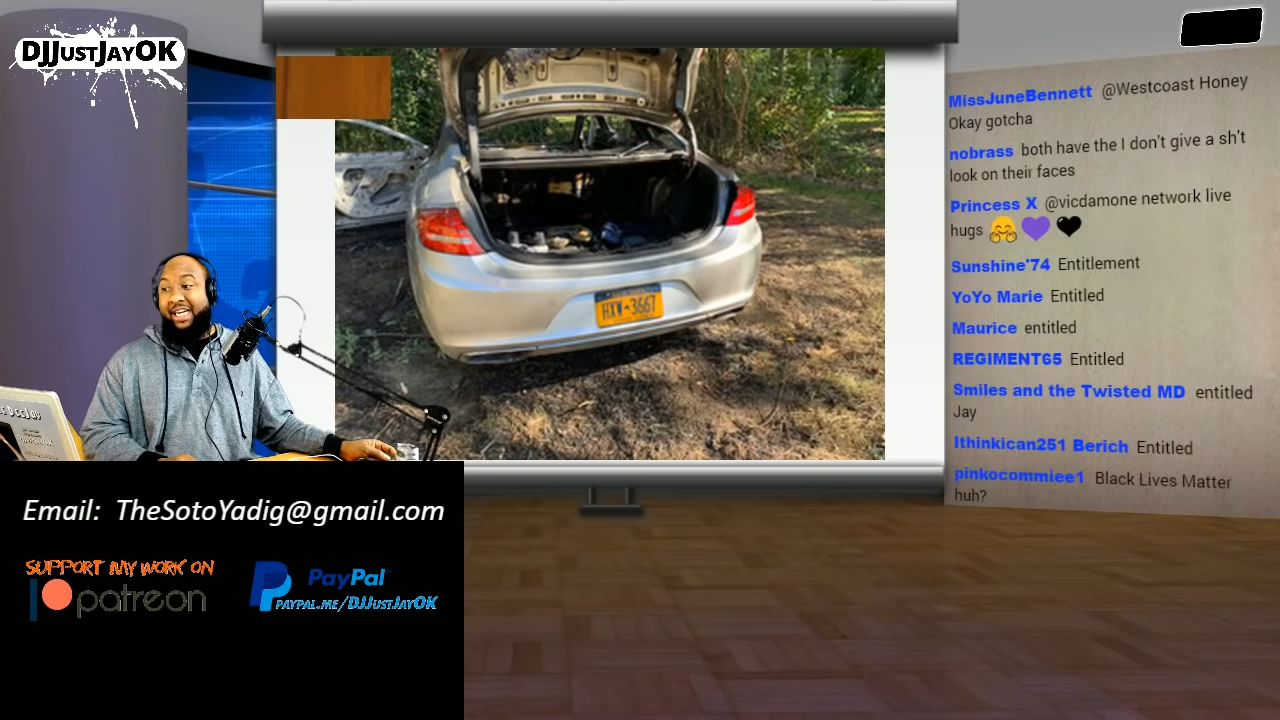 DJJustJayOK
MissJuneBennett @Westcoast Honey
Okay gotcha
nobrass both have the I don't give a sh't
look on their faces
Princess X @vicdamone network live
hugs 🤗💜🖤
Sunshine'74 Entitlement
YoYo Marie Entitled
Maurice entitled
REGIMENT65 Entitled
Smiles and the Twisted MD entitled
Jay
Ithinkican251 Berich Entitled
pinkocommiee1 Black Lives Matter
huh?
HXW-3667
Email: TheSotoYadig@gmail.com
SUPPORT MY WORK ON
patreon
PayPal
PAYPAL.ME/DJJUSTJAYOK